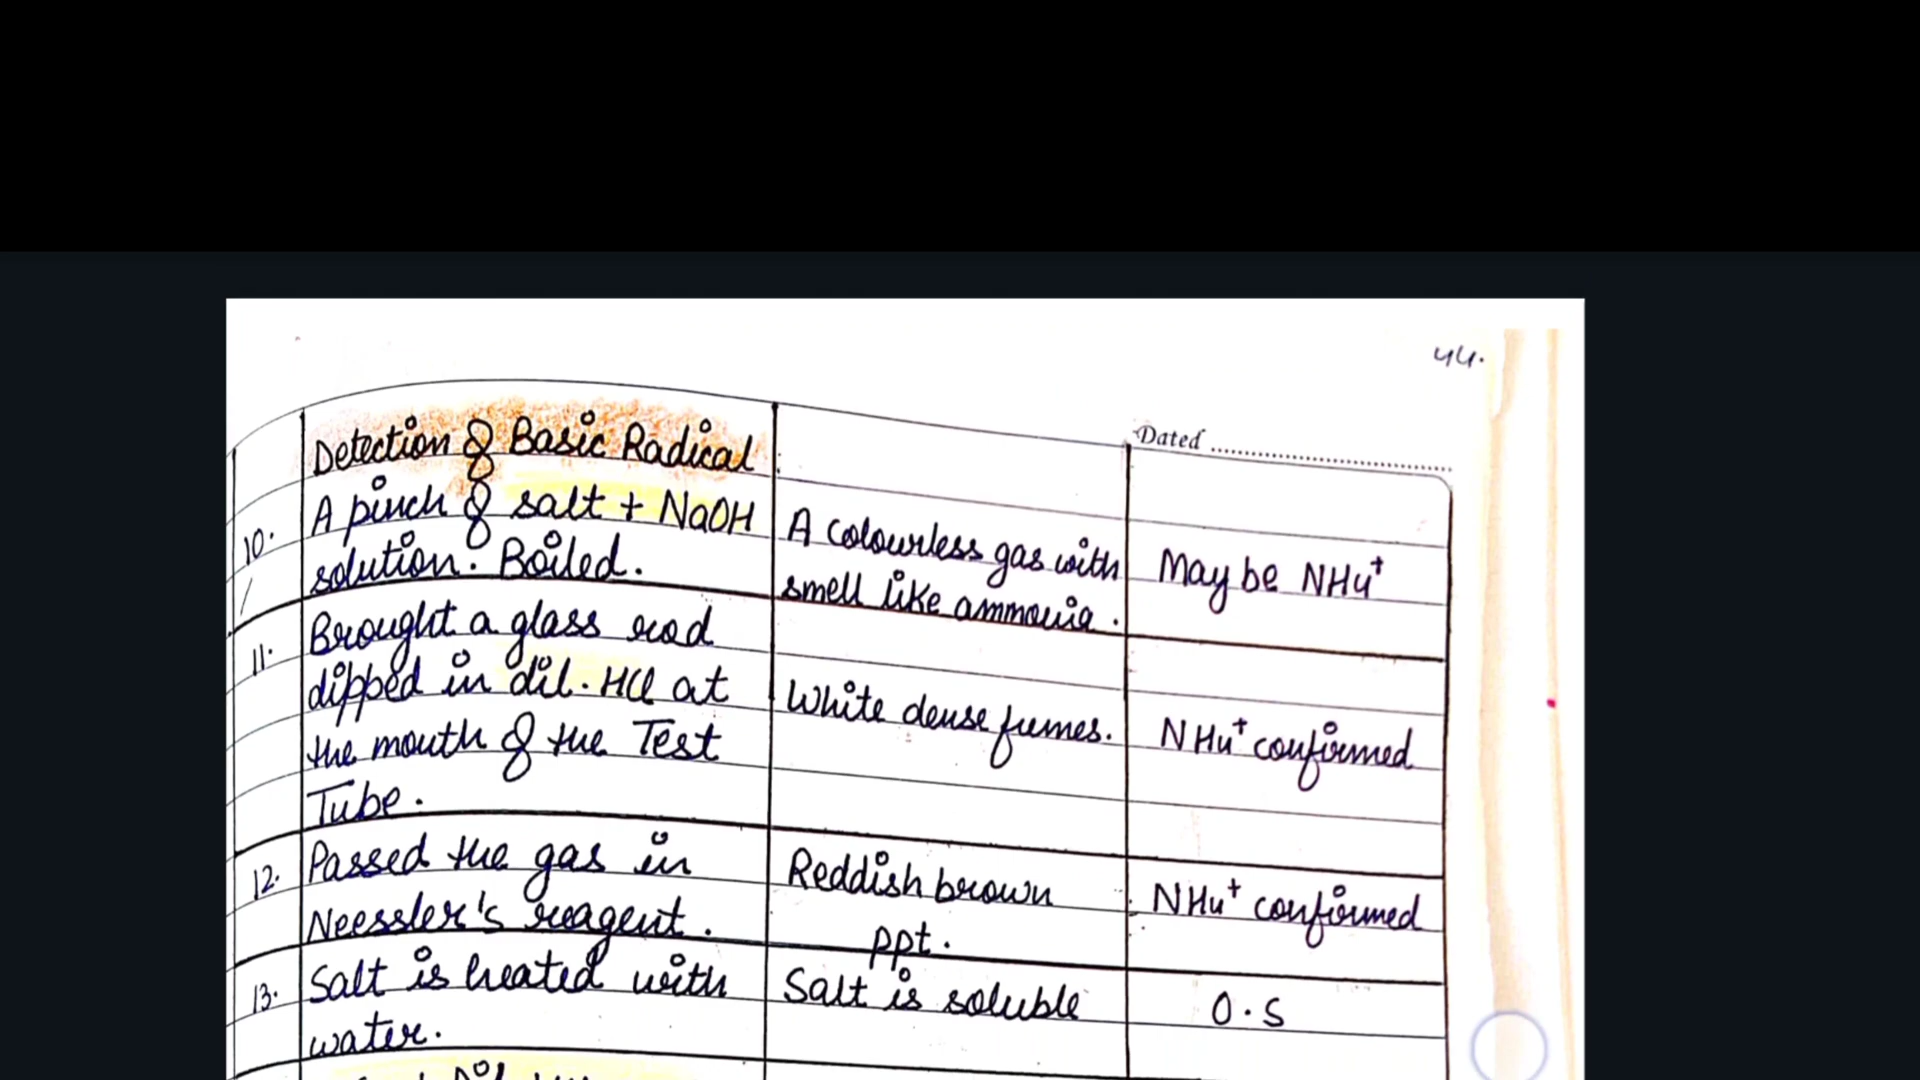 44.
Dated
Detection of Basic Radical
10. A pinch of salt + NaOH
solution. Boiled.
A colourless gas with
smell like ammonia.
May be NH4+
11. Brought a glass rod
dipped in dil. HCl at
the mouth of the Test
Tube.
White dense fumes.
NH4+ confirmed
12. Passed the gas in
Neessler's reagent.
Reddish brown
ppt.
NH4+ confirmed
13. Salt is heated with
water.
Salt is soluble
O.S